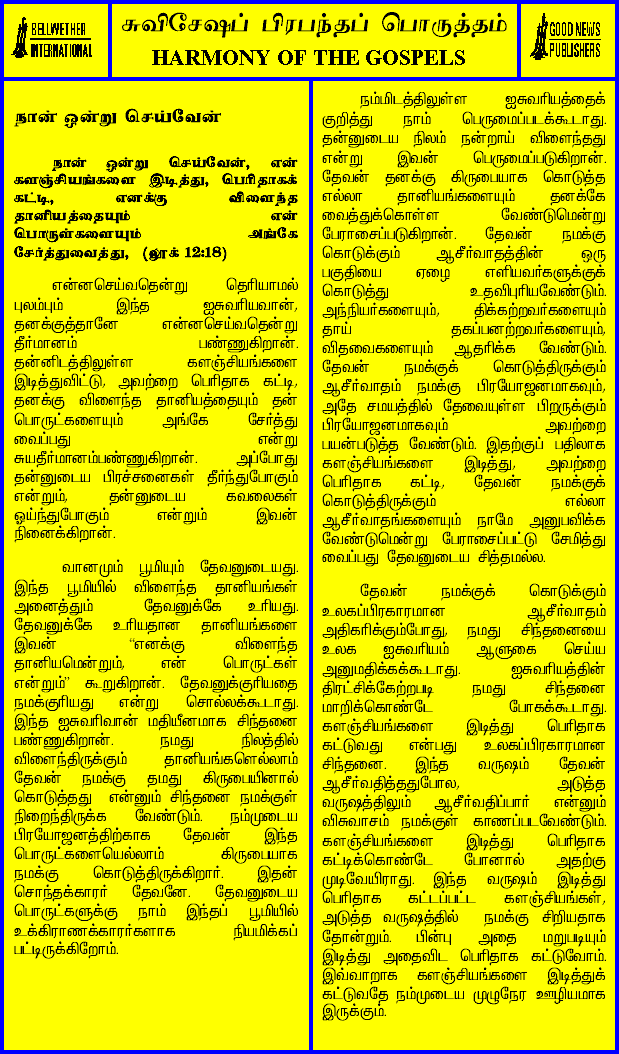 BELLWETHER
INTERNATIONAL
சுவிசேஷப் பிரபந்தப் பொருத்தம்
HARMONY OF THE GOSPELS
GOOD NEWS
PUBLISHERS
நான் ஒன்று செய்வேன்
நான் ஒன்று செய்வேன், என்
களஞ்சியங்களை இடித்து, பெரிதாகக்
கட்டி, எனக்கு விளைந்த
தானியத்தையும் என்
பொருள்களையும் அங்கே
சேர்த்துவைத்து, (லூக் 12:18)
என்னசெய்வதென்று தெரியாமல்
புலம்பும் இந்த ஐசுவரியவான்,
தனக்குத்தானே என்னசெய்வதென்று
தீர்மானம் பண்ணுகிறான்.
தன்னிடத்திலுள்ள களஞ்சியங்களை
இடித்துவிட்டு, அவற்றை பெரிதாக கட்டி,
தனக்கு விளைந்த தானியத்தையும் தன்
பொருட்களையும் அங்கே சேர்த்து
வைப்பது என்று
சுயதீர்மானம்பண்ணுகிறான். அப்போது
தன்னுடைய பிரச்சனைகள் தீர்ந்துபோகும்
என்றும், தன்னுடைய கவலைகள்
ஓய்ந்துபோகும் என்றும் இவன்
நினைக்கிறான்.
வானமும் பூமியும் தேவனுடையது.
இந்த பூமியில் விளைந்த தானியங்கள்
அனைத்தும் தேவனுக்கே உரியது.
தேவனுக்கே உரியதான தானியங்களை
இவன் “எனக்கு விளைந்த
தானியமென்றும், என் பொருட்கள்
என்றும்” கூறுகிறான். தேவனுக்குரியதை
நமக்குரியது என்று சொல்லக்கூடாது.
இந்த ஐசுவரிவான் மதியீனமாக சிந்தனை
பண்ணுகிறான். நமது நிலத்தில்
விளைந்திருக்கும் தானியங்களெல்லாம்
தேவன் நமக்கு தமது கிருபையினால்
கொடுத்தது என்னும் சிந்தனை நமக்குள்
நிறைந்திருக்க வேண்டும். நம்முடைய
பிரயோஜனத்திற்காக தேவன் இந்த
பொருட்களையெல்லாம் கிருபையாக
நமக்கு கொடுத்திருக்கிறார். இதன்
சொந்தக்காரர் தேவனே. தேவனுடைய
பொருட்களுக்கு நாம் இந்தப் பூமியில்
உக்கிராணக்காரர்களாக நியமிக்கப்
பட்டிருக்கிறோம்.
நம்மிடத்திலுள்ள ஐசுவரியத்தைக்
குறித்து நாம் பெருமைப்படக்கூடாது.
தன்னுடைய நிலம் நன்றாய் விளைந்தது
என்று இவன் பெருமைப்படுகிறான்.
தேவன் தனக்கு கிருபையாக கொடுத்த
எல்லா தானியங்களையும் தனக்கே
வைத்துக்கொள்ள வேண்டுமென்று
பேராசைப்படுகிறான். தேவன் நமக்கு
கொடுக்கும் ஆசீர்வாதத்தின் ஒரு
பகுதியை ஏழை எளியவர்களுக்குக்
கொடுத்து உதவிபுரியவேண்டும்.
அந்நியர்களையும், திக்கற்றவர்களையும்
தாய் தகப்பனற்றவர்களையும்,
விதவைகளையும் ஆதரிக்க வேண்டும்.
தேவன் நமக்குக் கொடுத்திருக்கும்
ஆசீர்வாதம் நமக்கு பிரயோஜனமாகவும்,
அதே சமயத்தில் தேவையுள்ள பிறருக்கும்
பிரயோஜனமாகவும் அவற்றை
பயன்படுத்த வேண்டும். இதற்குப் பதிலாக
களஞ்சியங்களை இடித்து, அவற்றை
பெரிதாக கட்டி, தேவன் நமக்குக்
கொடுத்திருக்கும் எல்லா
ஆசீர்வாதங்களையும் நாமே அனுபவிக்க
வேண்டுமென்று பேராசைப்பட்டு சேமித்து
வைப்பது தேவனுடைய சித்தமல்ல.
தேவன் நமக்குக் கொடுக்கும்
உலகப்பிரகாரமான ஆசீர்வாதம்
அதிகரிக்கும்போது, நமது சிந்தனையை
உலக ஐசுவரியம் ஆளுகை செய்ய
அனுமதிக்கக்கூடாது. ஐசுவரியத்தின்
திரட்சிக்கேற்றபடி நமது சிந்தனை
மாறிக்கொண்டே போகக்கூடாது.
களஞ்சியங்களை இடித்து பெரிதாக
கட்டுவது என்பது உலகப்பிரகாரமான
சிந்தனை. இந்த வருஷம் தேவன்
ஆசீர்வதித்ததுபோல, அடுத்த
வருஷத்திலும் ஆசீர்வதிப்பார் என்னும்
விசுவாசம் நமக்குள் காணப்படவேண்டும்.
களஞ்சியங்களை இடித்து பெரிதாக
கட்டிக்கொண்டே போனால் அதற்கு
முடிவேயிராது. இந்த வருஷம் இடித்து
பெரிதாக கட்டப்பட்ட களஞ்சியங்கள்,
அடுத்த வருஷத்தில் நமக்கு சிறியதாக
தோன்றும். பின்பு அதை மறுபடியும்
இடித்து அதைவிட பெரிதாக கட்டுவோம்.
இவ்வாறாக களஞ்சியங்களை இடித்துக்
கட்டுவதே நம்முடைய முழுநேர ஊழியமாக
இருக்கும்.